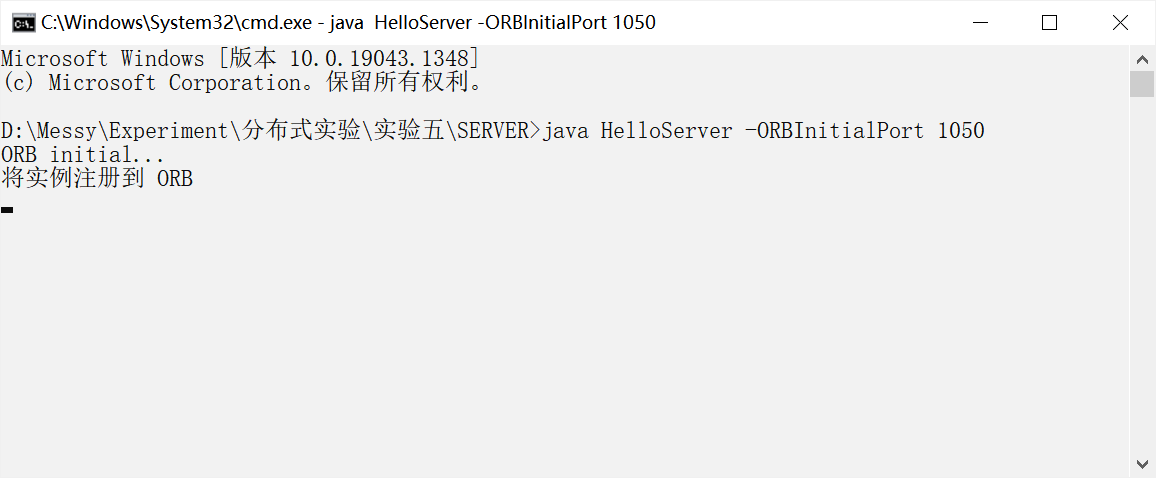 C:\Windows\System32\cmd.exe - java  HelloServer -ORBInitialPort 1050
Microsoft Windows [版本 10.0.19043.1348]
(c) Microsoft Corporation。保留所有权利。
D:\Messy\Experiment\分布式实验\实验五\SERVER>java HelloServer -ORBInitialPort 1050
ORB initial...
将实例注册到 ORB